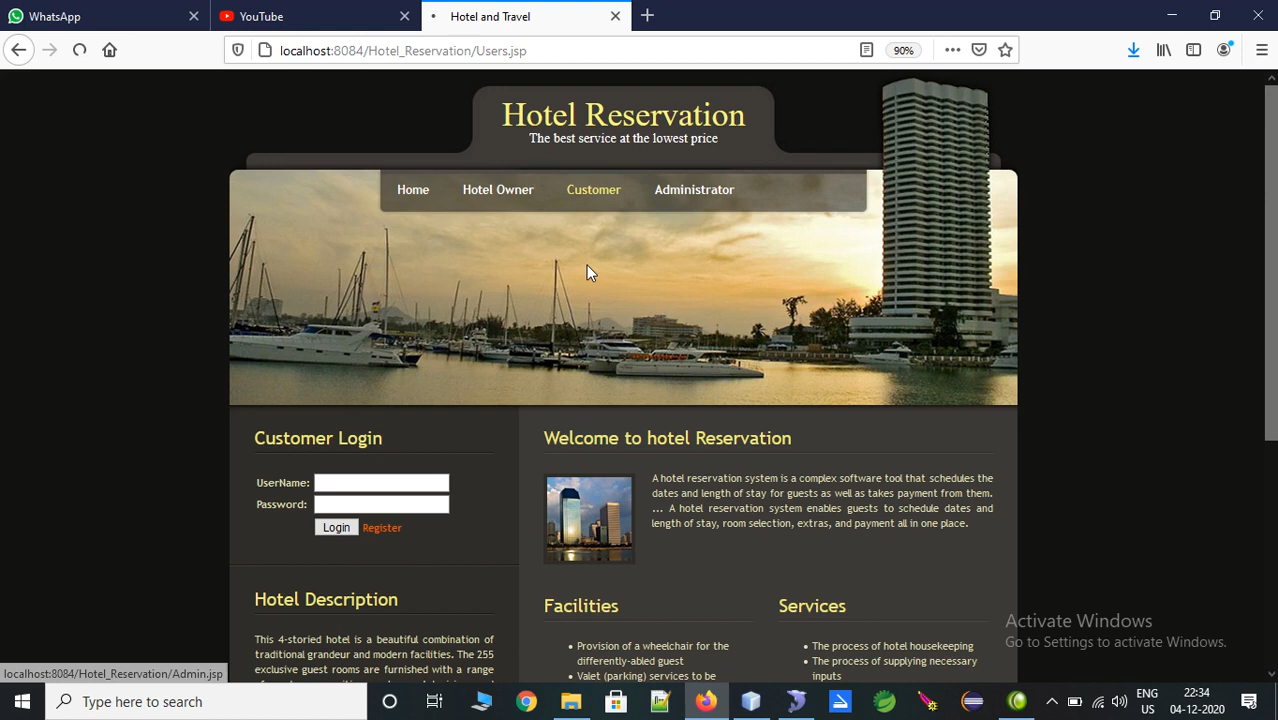 WhatsApp
YouTube
Hotel and Travel
localhost:8084/Hotel_Reservation/Users.jsp
90%
Hotel Reservation
The best service at the lowest price
Home
Hotel Owner
Customer
Administrator
Customer Login
UserName:
Password:
Login
Register
Welcome to hotel Reservation
A hotel reservation system is a complex software tool that schedules the
dates and length of stay for guests as well as takes payment from them.
... A hotel reservation system enables guests to schedule dates and
length of stay, room selection, extras, and payment all in one place.
Hotel Description
This 4-storied hotel is a beautiful combination of
traditional grandeur and modern facilities. The 255
exclusive guest rooms are furnished with a range
Facilities
Provision of a wheelchair for the
differently-abled guest
Valet (parking) services to be
Services
The process of hotel housekeeping
The process of supplying necessary
inputs
Activate Windows
Go to Settings to activate Windows.
localhost:8084/Hotel_Reservation/Admin.jsp
Type here to search
ENG
US
22:34
04-12-2020